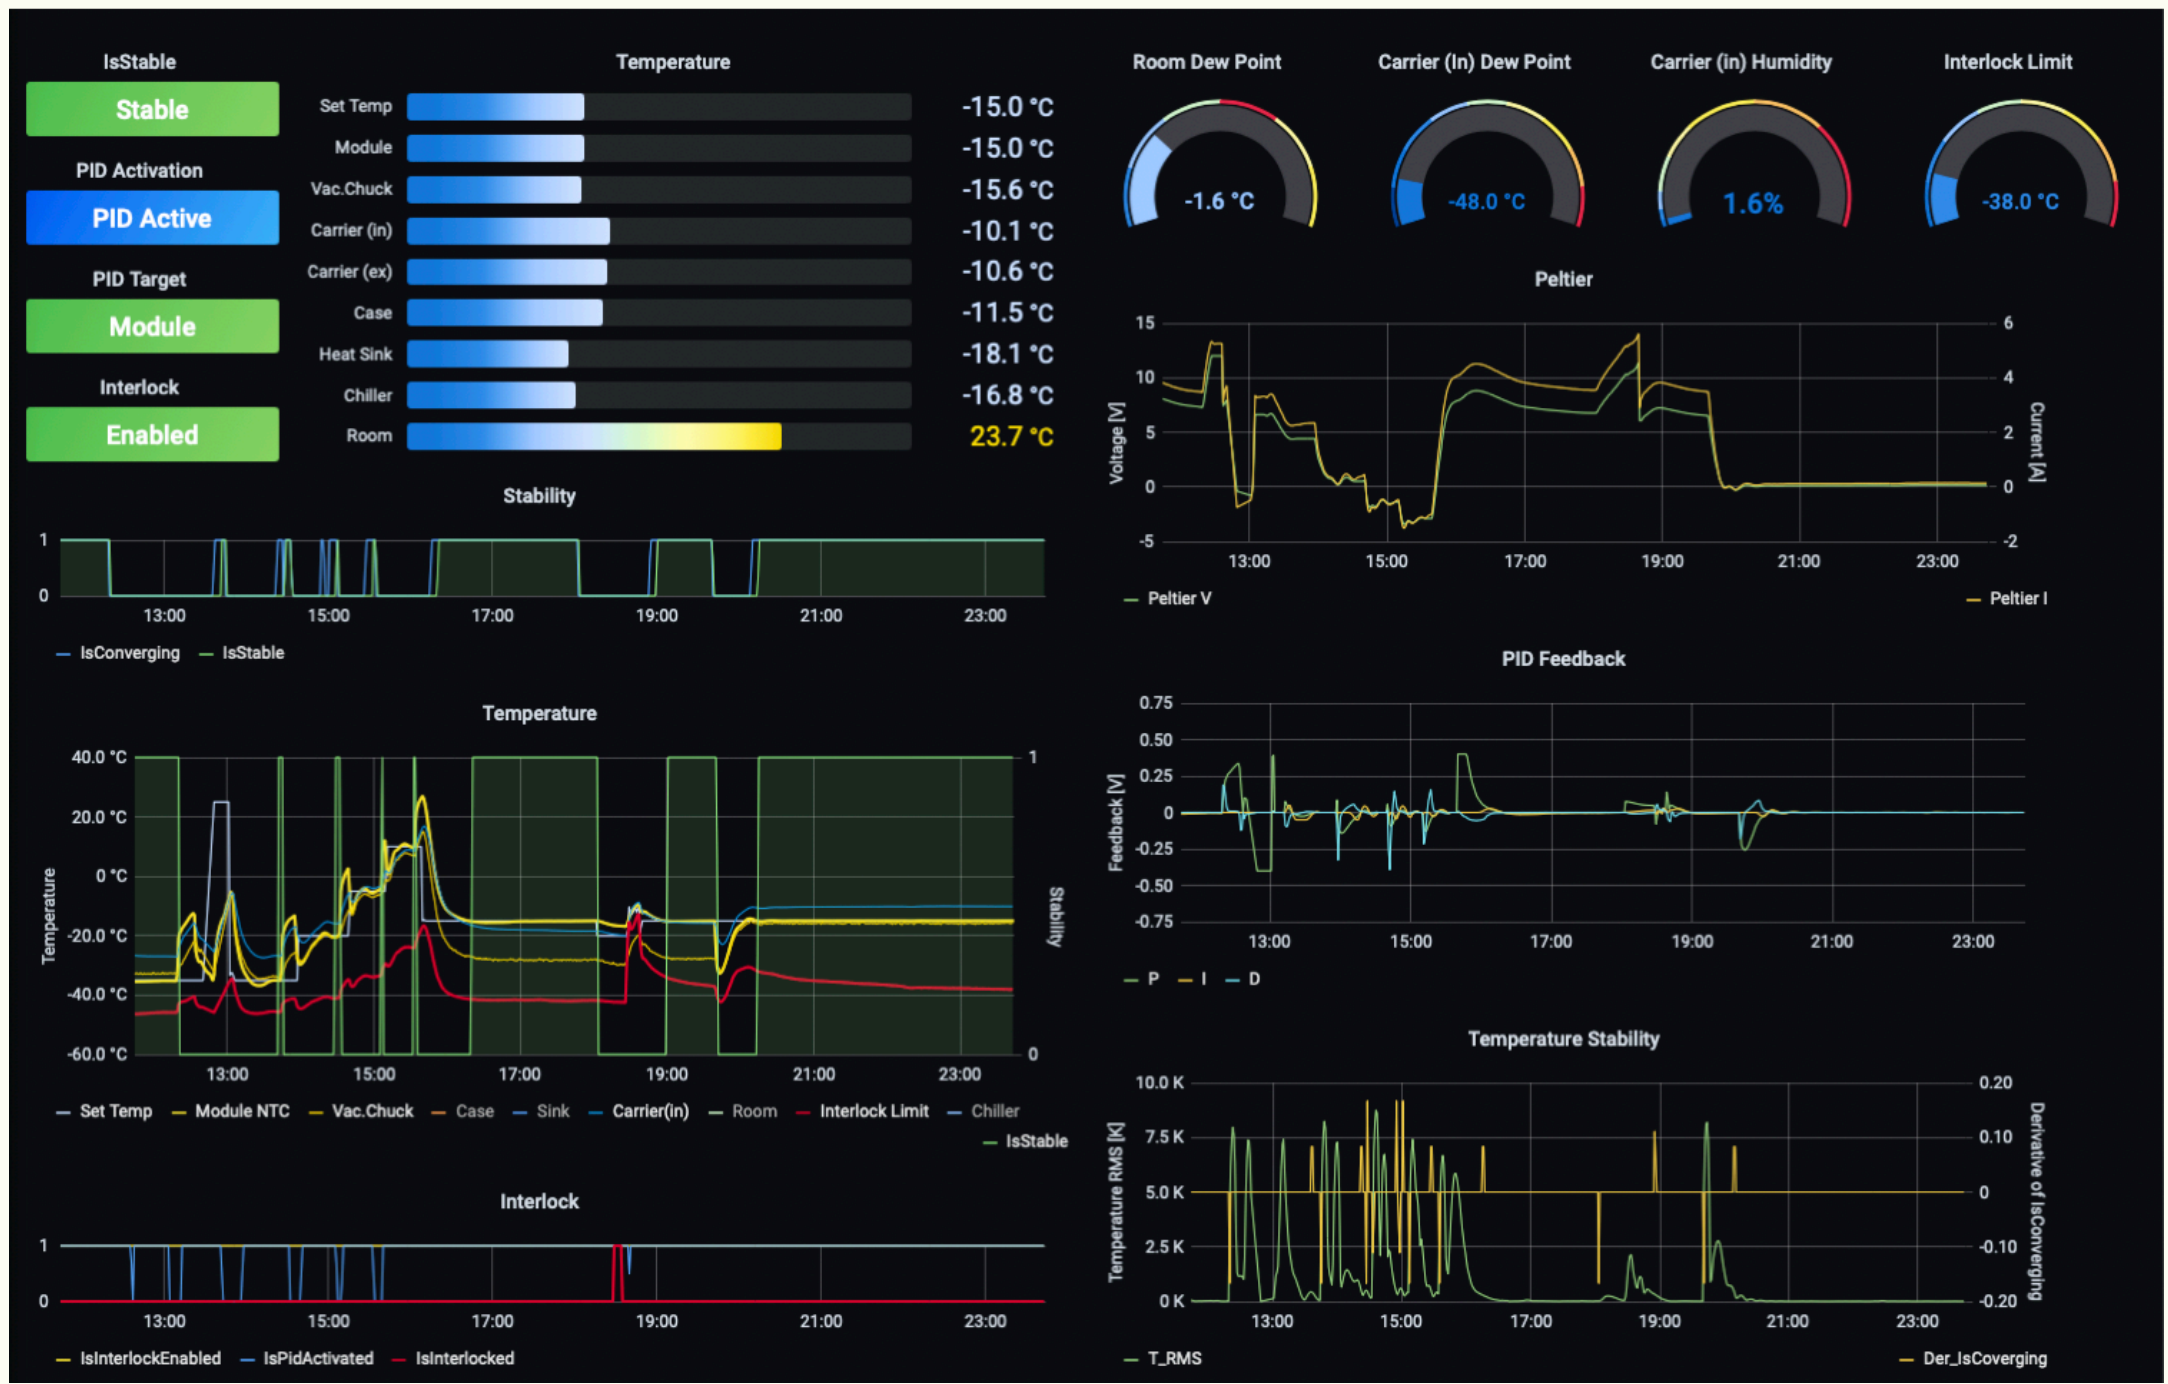 IsStable
Stable
PID Activation
PID Active
PID Target
Module
Interlock
Enabled
Temperature
Set Temp -15.0 °C
Module -15.0 °C
Vac.Chuck -15.6 °C
Carrier (in) -10.1 °C
Carrier (ex) -10.6 °C
Case -11.5 °C
Heat Sink -18.1 °C
Chiller -16.8 °C
Room 23.7 °C
Room Dew Point
-1.6 °C
Carrier (In) Dew Point
-48.0 °C
Carrier (in) Humidity
1.6%
Interlock Limit
-38.0 °C
Stability
1
0
13:00 15:00 17:00 19:00 21:00 23:00
IsConverging IsStable
Temperature
Temperature
40.0 °C
20.0 °C
0 °C
-20.0 °C
-40.0 °C
-60.0 °C
1
0
Stability
13:00 15:00 17:00 19:00 21:00 23:00
Set Temp Module NTC Vac.Chuck Case Sink Carrier(in) Room Interlock Limit Chiller
IsStable
Interlock
1
0
13:00 15:00 17:00 19:00 21:00 23:00
IsInterlockEnabled IsPidActivated IsInterlocked
Peltier
Voltage [V]
15
10
5
0
-5
6
4
2
0
-2
Current [A]
13:00 15:00 17:00 19:00 21:00 23:00
Peltier V Peltier I
PID Feedback
Feedback [V]
0.75
0.50
0.25
0
-0.25
-0.50
-0.75
13:00 15:00 17:00 19:00 21:00 23:00
P I D
Temperature Stability
Temperature RMS [K]
10.0 K
7.5 K
5.0 K
2.5 K
0 K
0.20
0.10
0
-0.10
-0.20
Derivative of IsConverging
13:00 15:00 17:00 19:00 21:00 23:00
T_RMS Der_IsCoverging